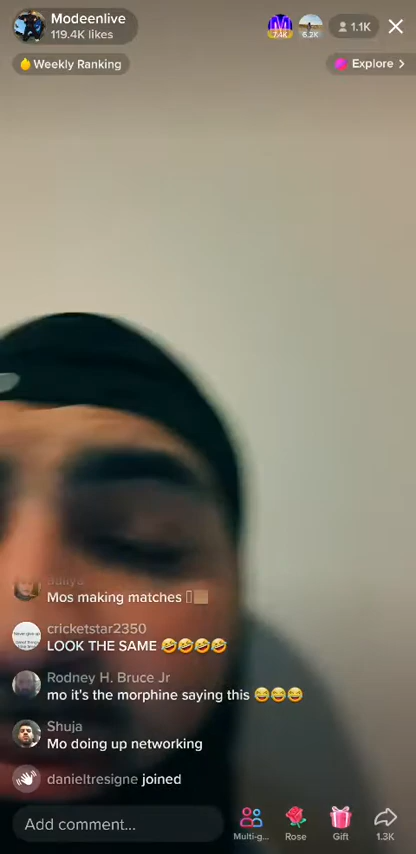 Modeenlive
119.4K likes
7.4K
6.2K
1.1K
Weekly Ranking
Explore
Mos making matches
cricketstar2350
LOOK THE SAME 🤣🤣🤣🤣
Rodney H. Bruce Jr
mo it's the morphine saying this 😂😂😂
Shuja
Mo doing up networking
danieltresigne joined
Add comment...
Multi-g...
Rose
Gift
1.3K